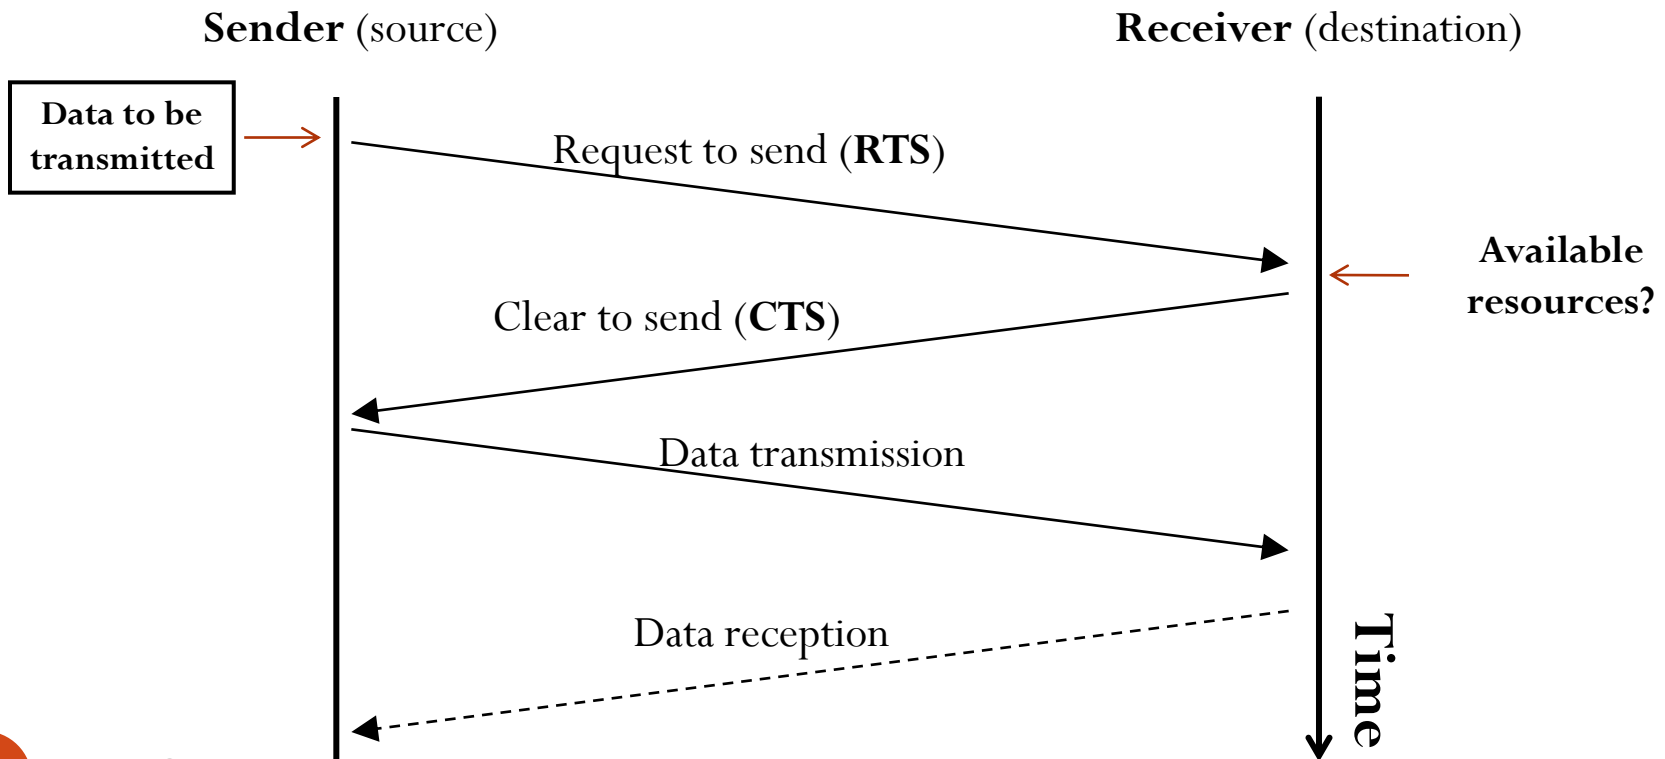 Sender (source)
Receiver (destination)
Data to be
transmitted
Request to send (RTS)
Available
resources?
Clear to send (CTS)
Data transmission
Data reception
Time